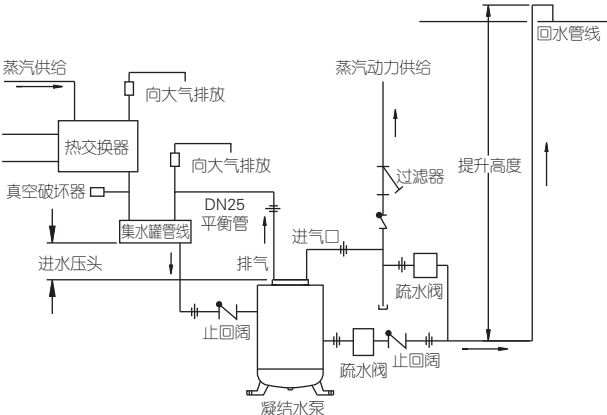 回水管线
蒸汽供给
蒸汽动力供给
向大气排放
热交换器
向大气排放
提升高度
过滤器
真空破坏器
DN25
平衡管
集水罐管线
进气口
进水压头
排气
疏水阀
止回阔
疏水阀
止回阔
凝结水泵